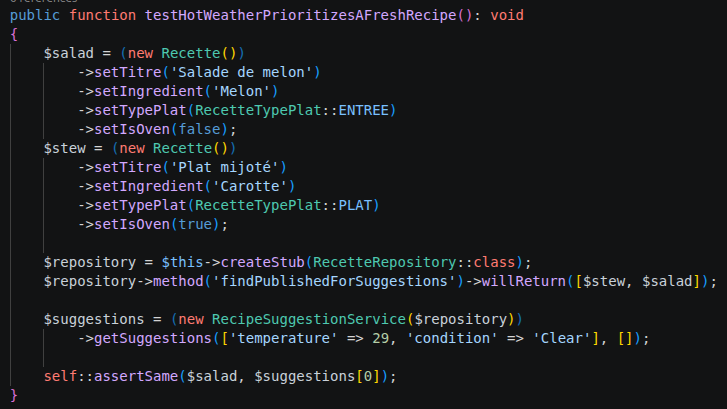 6 references
public function testHotWeatherPrioritizesAFreshRecipe(): void
{
    $salad = (new Recette())
        ->setTitre('Salade de melon')
        ->setIngredient('Melon')
        ->setTypePlat(RecetteTypePlat::ENTREE)
        ->setIsOven(false);
    $stew = (new Recette())
        ->setTitre('Plat mijoté')
        ->setIngredient('Carotte')
        ->setTypePlat(RecetteTypePlat::PLAT)
        ->setIsOven(true);

    $repository = $this->createStub(RecetteRepository::class);
    $repository->method('findPublishedForSuggestions')->willReturn([$stew, $salad]);

    $suggestions = (new RecipeSuggestionService($repository))
        ->getSuggestions(['temperature' => 29, 'condition' => 'Clear'], []);

    self::assertSame($salad, $suggestions[0]);
}